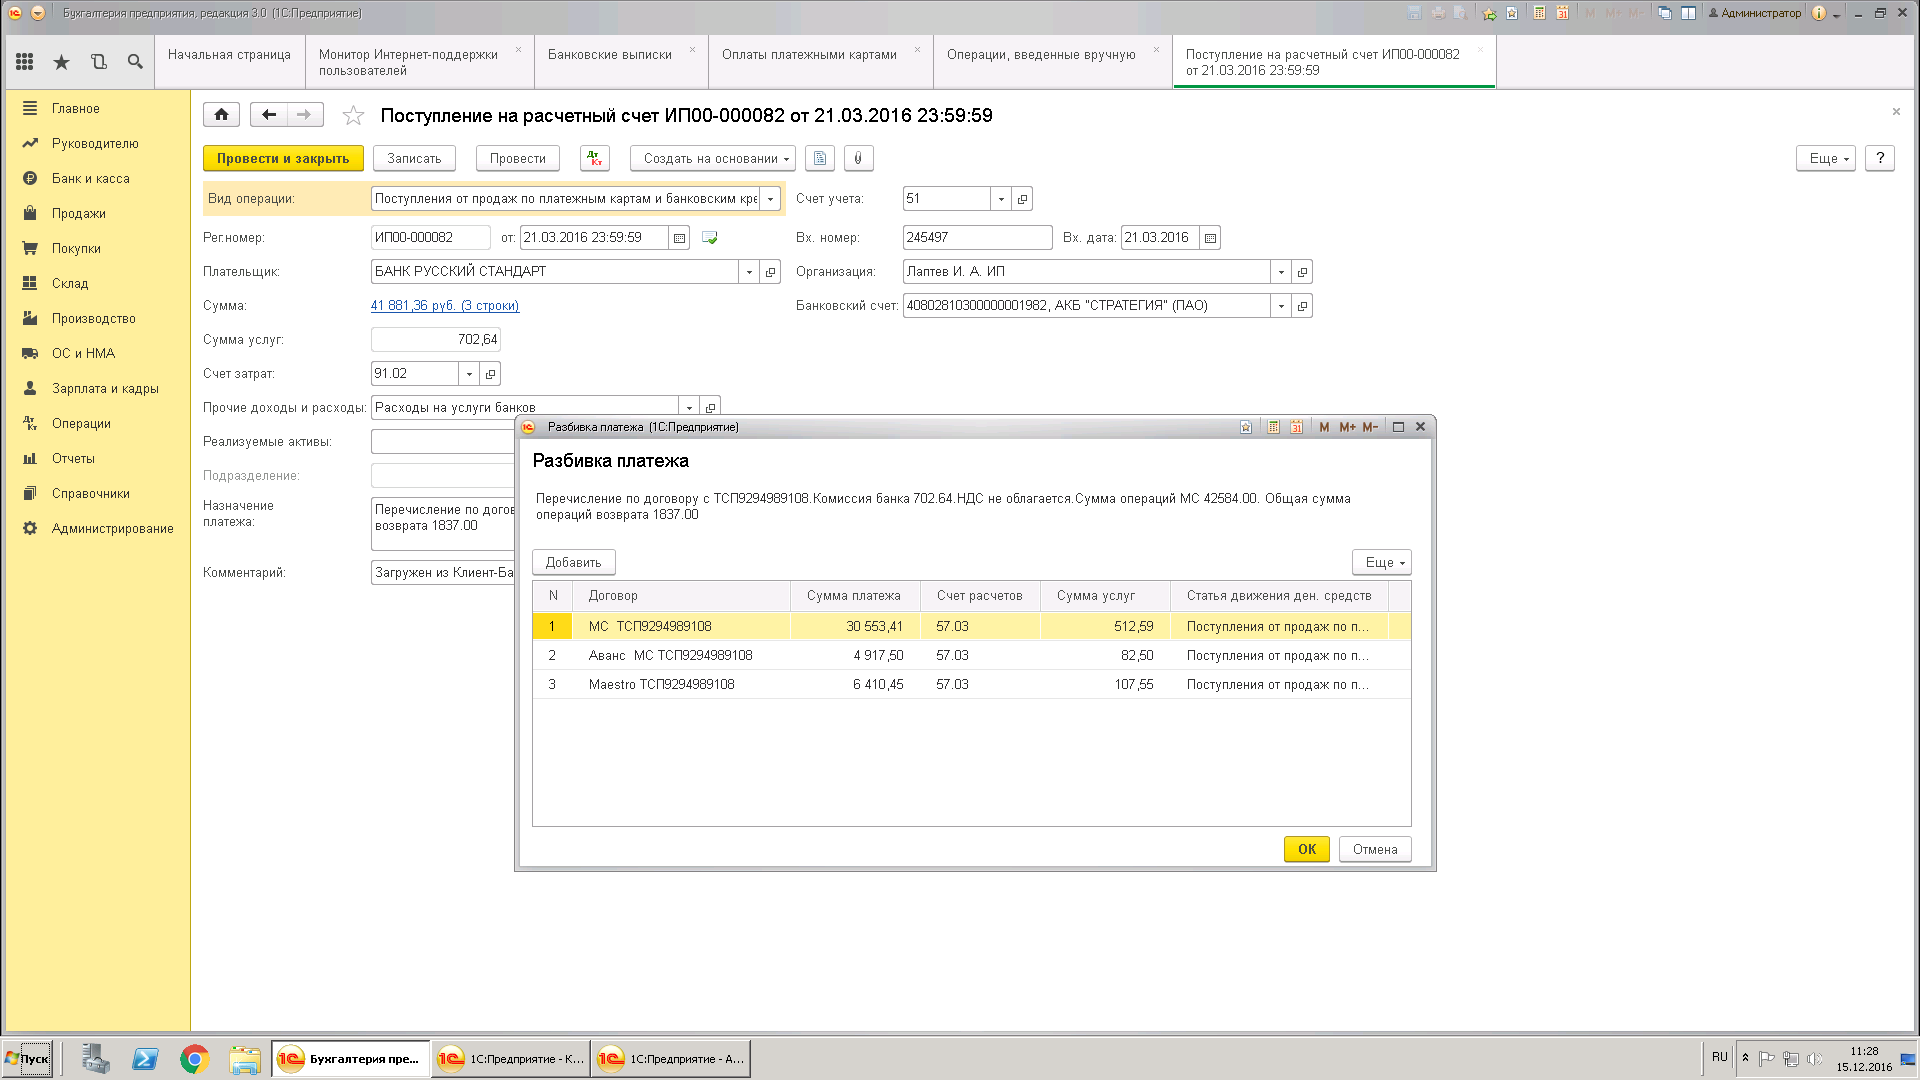 Бухгалтерия предприятия, редакция 3.0 (1С:Предприятие)
M M+ M- Администратор
Начальная страница
Монитор Интернет-поддержки пользователей
Банковские выписки
Оплаты платежными картами
Операции, введенные вручную
Поступление на расчетный счет ИП00-000082 от 21.03.2016 23:59:59
Главное
Руководителю
Банк и касса
Продажи
Покупки
Склад
Производство
ОС и НМА
Зарплата и кадры
Операции
Отчеты
Справочники
Администрирование
Поступление на расчетный счет ИП00-000082 от 21.03.2016 23:59:59
Провести и закрыть Записать Провести Дт Кт Создать на основании Еще ?
Вид операции: Поступления от продаж по платежным картам и банковским кре Счет учета: 51
Рег.номер: ИП00-000082 от: 21.03.2016 23:59:59 Вх. номер: 245497 Вх. дата: 21.03.2016
Плательщик: БАНК РУССКИЙ СТАНДАРТ Организация: Лаптев И. А. ИП
Сумма: 41 881,36 руб. (3 строки) Банковский счет: 40802810300000001982, АКБ "СТРАТЕГИЯ" (ПАО)
Сумма услуг: 702,64
Счет затрат: 91.02
Прочие доходы и расходы: Расходы на услуги банков
Реализуемые активы:
Подразделение:
Назначение платежа: Перечисление по догов
возврата 1837.00
Комментарий: Загружен из Клиент-Ба
Разбивка платежа (1С:Предприятие) 31 M M+ M-
Разбивка платежа
Перечисление по договору с ТСП9294989108.Комиссия банка 702.64.НДС не облагается.Сумма операций МС 42584.00. Общая сумма
операций возврата 1837.00
Добавить Еще
N Договор Сумма платежа Счет расчетов Сумма услуг Статья движения ден. средств
1 МС ТСП9294989108 30 553,41 57.03 512,59 Поступления от продаж по п...
2 Аванс МС ТСП9294989108 4 917,50 57.03 82,50 Поступления от продаж по п...
3 Maestro ТСП9294989108 6 410,45 57.03 107,55 Поступления от продаж по п...
ОК Отмена
Пуск Бухгалтерия пре... 1С:Предприятие - К... 1С:Предприятие - А... RU 11:28
15.12.2016